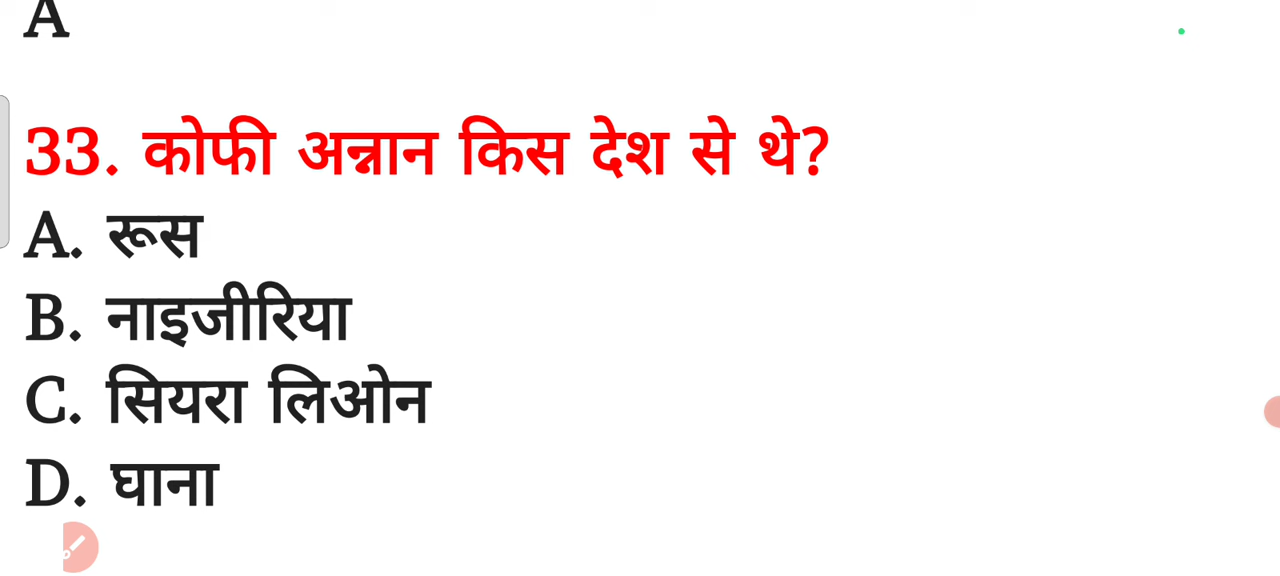 A
33. कोफी अन्नान किस देश से थे?
A. रूस
B. नाइजीरिया
C. सियरा लिओन
D. घाना